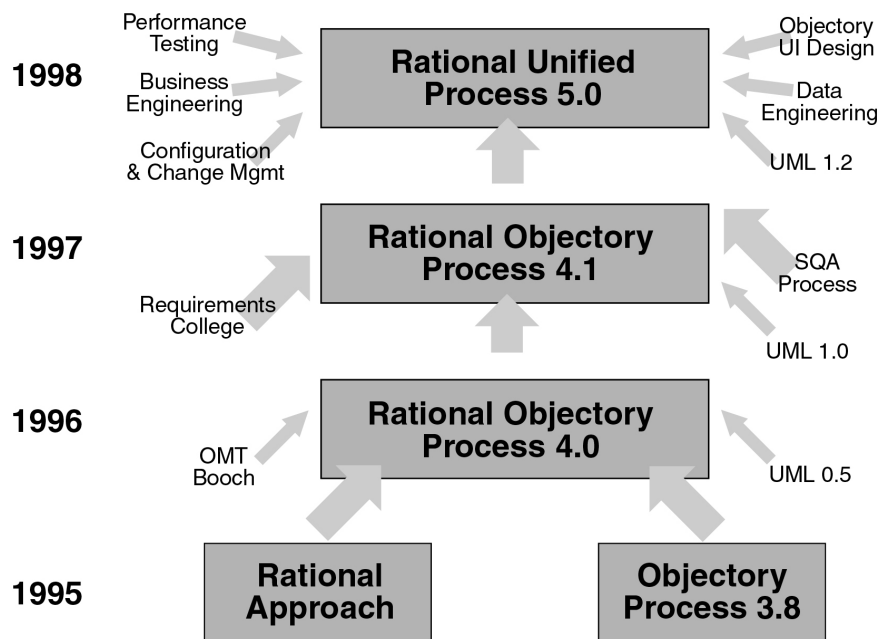 Performance
Testing
Objectory
UI Design
1998
Rational Unified
Process 5.0
Business
Engineering
Data
Engineering
Configuration
& Change Mgmt
UML 1.2
1997
Rational Objectory
Process 4.1
SQA
Process
Requirements
College
UML 1.0
1996
Rational Objectory
Process 4.0
OMT
Booch
UML 0.5
1995
Rational
Approach
Objectory
Process 3.8